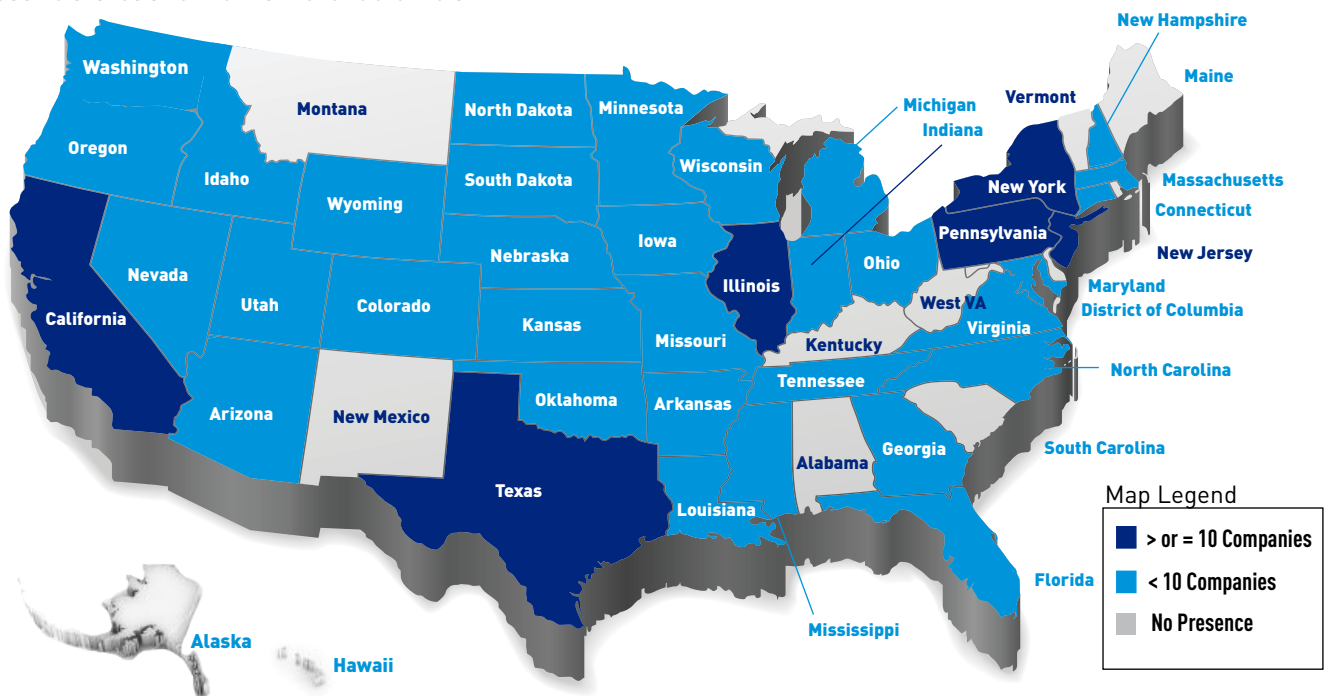 New Hampshire
Washington
Maine
Vermont
Montana
North Dakota
Minnesota
Michigan
Indiana
Oregon
Wisconsin
Idaho
South Dakota
Massachusetts
New York
Wyoming
Connecticut
Pennsylvania
Iowa
New Jersey
Nebraska
Ohio
Nevada
Illinois
Maryland
Utah
Colorado
West VA
District of Columbia
California
Kansas
Virginia
Missouri
Kentucky
North Carolina
Tennessee
Oklahoma
Arkansas
Arizona
New Mexico
Georgia
South Carolina
Alabama
Texas
Louisiana
Map Legend
> or = 10 Companies
< 10 Companies
No Presence
Florida
Mississippi
Alaska
Hawaii